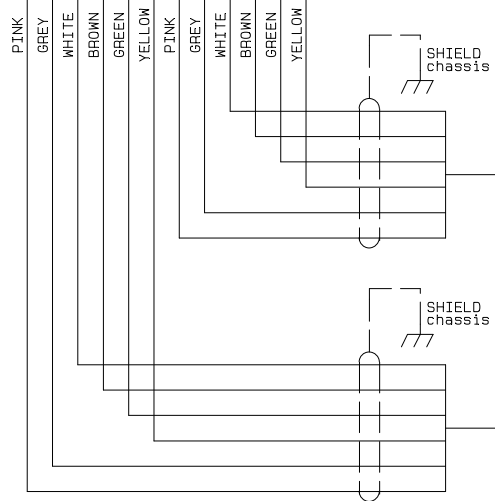 PINK
GREY
WHITE
BROWN
GREEN
YELLOW
PINK
GREY
WHITE
BROWN
GREEN
YELLOW
SHIELD
chassis
SHIELD
chassis